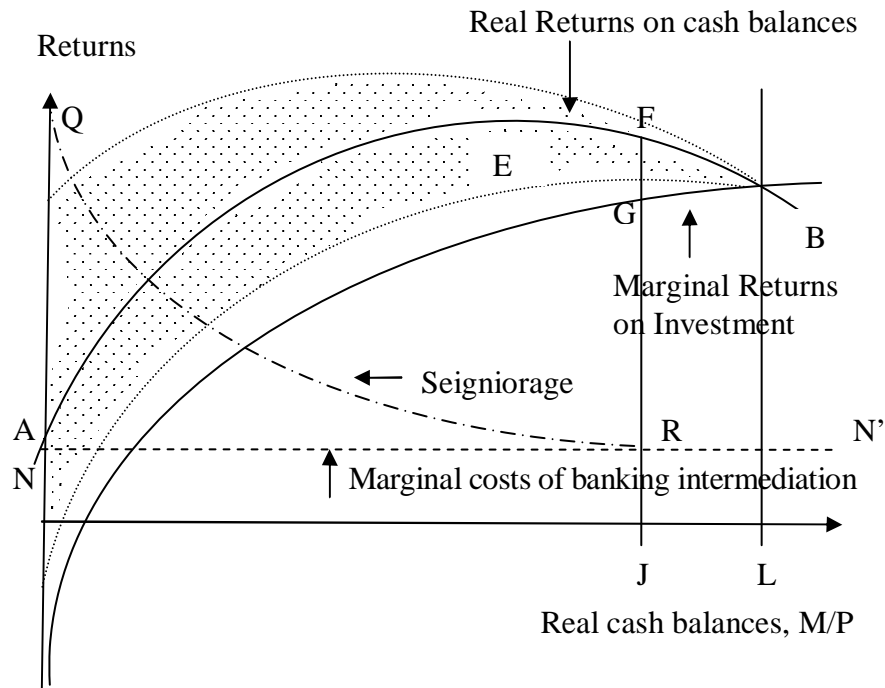 Real Returns on cash balances
Returns
Q
F
E
G
B
Marginal Returns
on Investment
Seigniorage
A
R
N’
N
Marginal costs of banking intermediation
J
L
Real cash balances, M/P